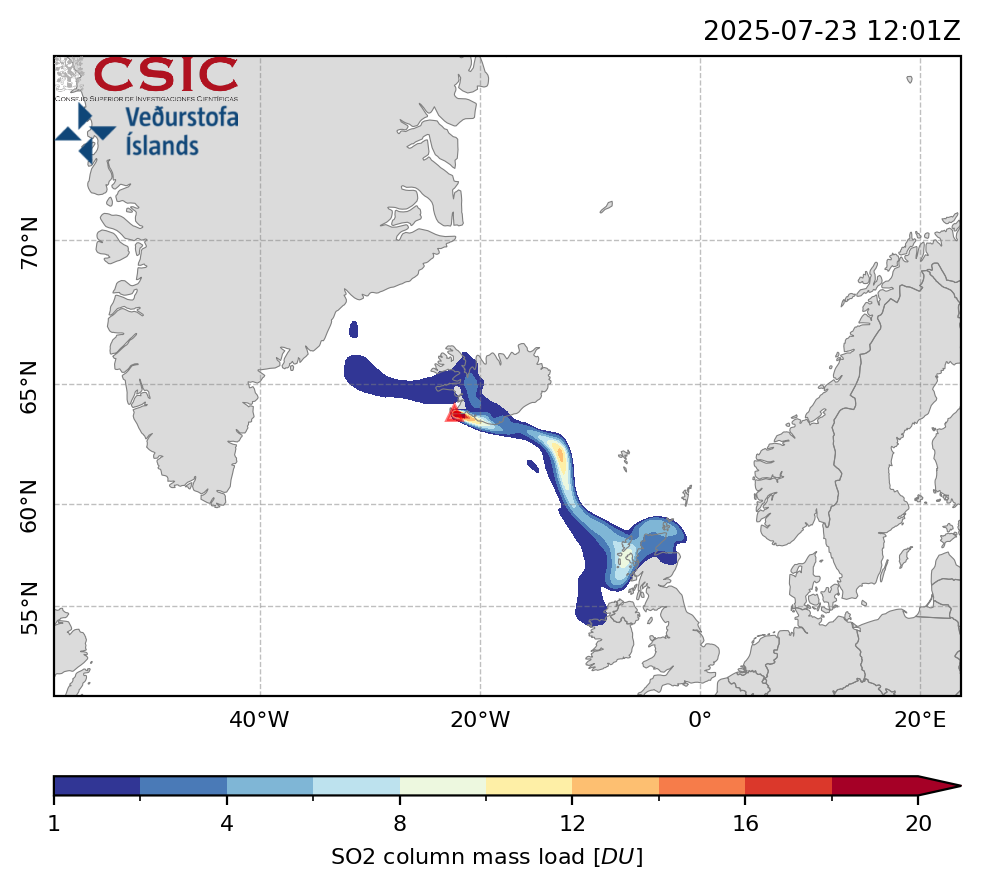 2025-07-23 12:01Z
CSIC
CONSEJO SUPERIOR DE INVESTIGACIONES CIENTÍFICAS
Veðurstofa
Íslands
70°N
65°N
60°N
55°N
40°W 20°W 0° 20°E
1 4 8 12 16 20
SO2 column mass load [DU]